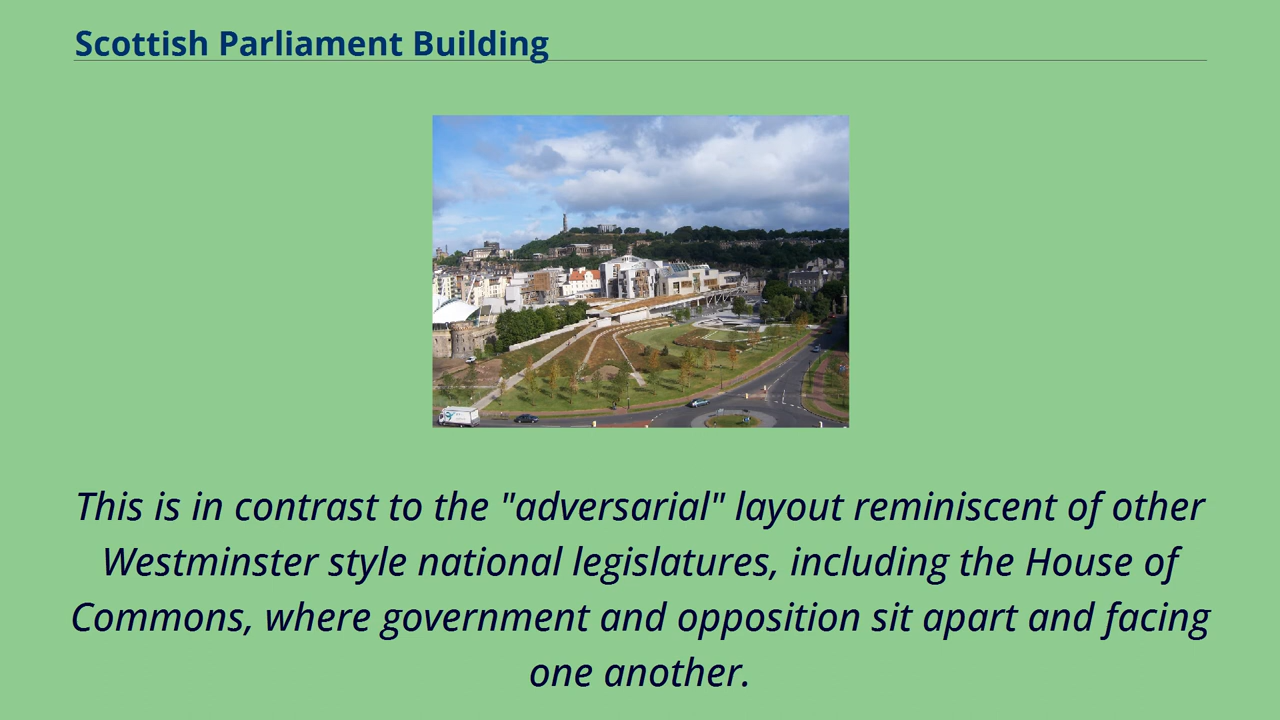 Scottish Parliament Building
This is in contrast to the "adversarial" layout reminiscent of other
Westminster style national legislatures, including the House of
Commons, where government and opposition sit apart and facing
one another.